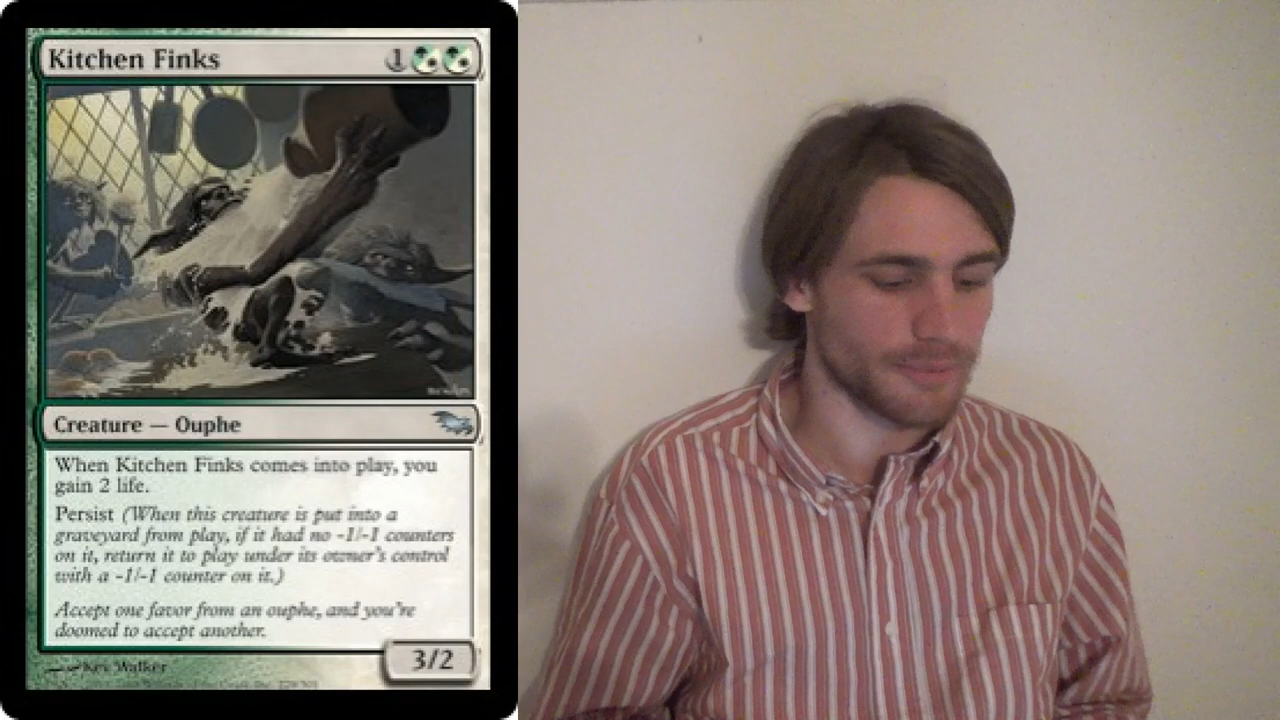 Kitchen Finks 1
Creature — Ouphe
When Kitchen Finks comes into play, you
gain 2 life.
Persist (When this creature is put into a
graveyard from play, if it had no -1/-1 counters
on it, return it to play under its owner's control
with a -1/-1 counter on it.)
Accept one favor from an ouphe, and you're
doomed to accept another.
Kev Walker
3/2